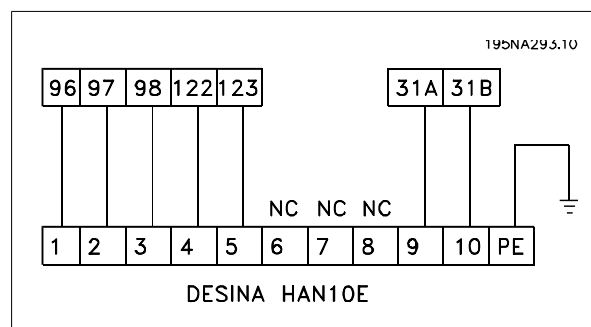 195NA293.10
96 97 98 122 123 31A 31B
NC NC NC
1 2 3 4 5 6 7 8 9 10 PE
DESINA HAN10E